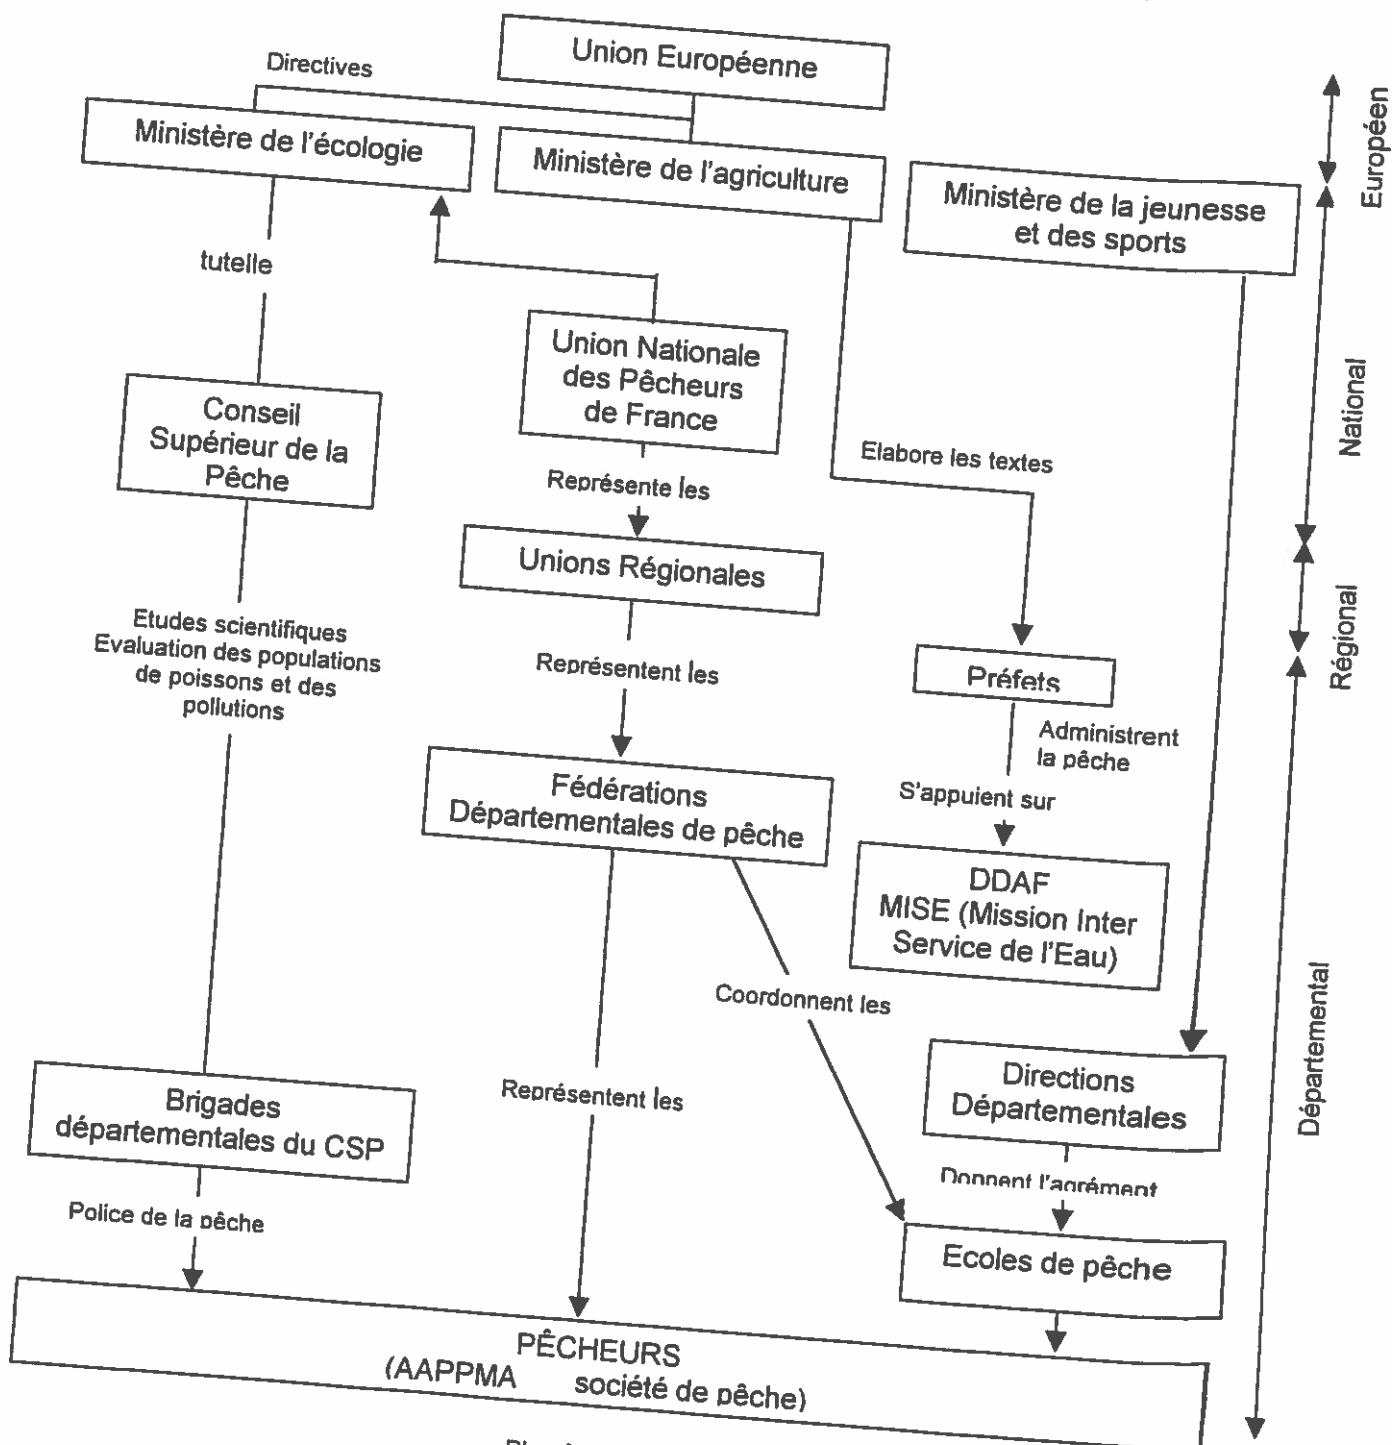 Union Européenne
Directives
Ministère de l'écologie
Ministère de l'agriculture
Ministère de la jeunesse
et des sports
Européen
tutelle
Union Nationale
des Pêcheurs
de France
National
Conseil
Supérieur de la
Pêche
Elabore les textes
Représente les
Unions Régionales
Régional
Etudes scientifiques
Evaluation des populations
de poissons et des
pollutions
Représentent les
Préfets
Administrent
la pêche
S'appuient sur
Fédérations
Départementales de pêche
DDAF
MISE (Mission Inter
Service de l'Eau)
Coordonnent les
Départemental
Directions
Départementales
Représentent les
Brigades
départementales du CSP
Donnent l'agrément
Police de la pêche
Ecoles de pêche
PÊCHEURS
(AAPPMA société de pêche)